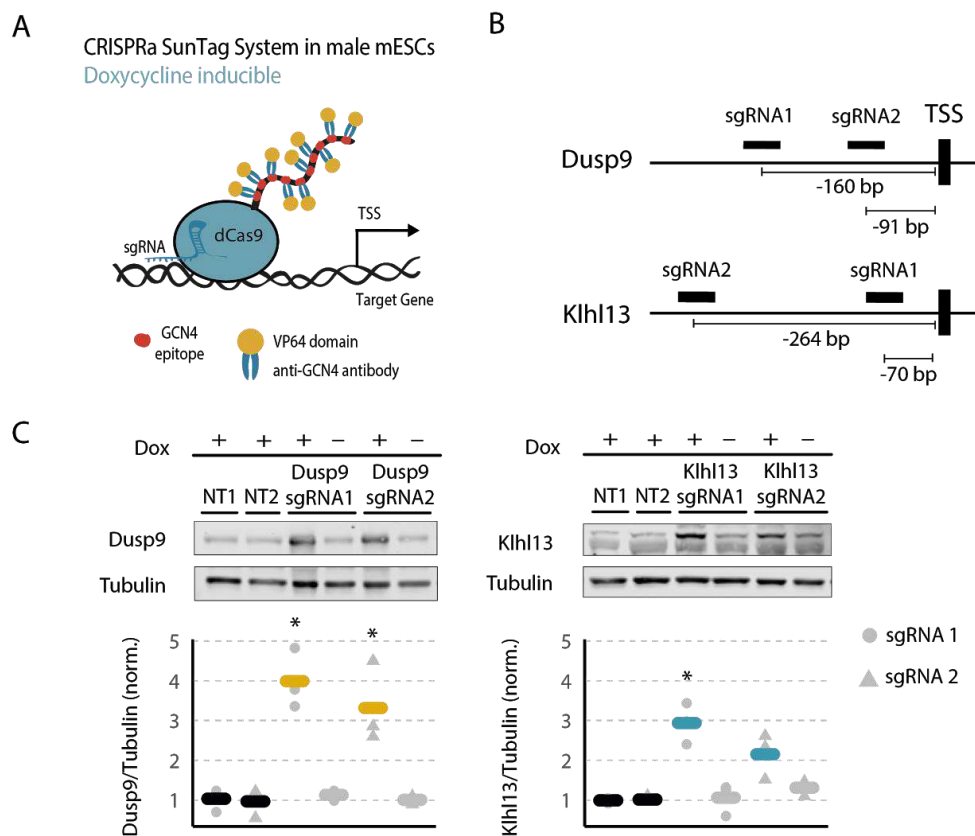 A
CRISPRa SunTag System in male mESCs
Doxycycline inducible
sgRNA
dCas9
TSS
Target Gene
GCN4
epitope
VP64 domain
anti-GCN4 antibody
B
sgRNA1
sgRNA2
TSS
Dusp9
-160 bp
-91 bp
sgRNA2
sgRNA1
Klhl13
-264 bp
-70 bp
C
Dox + + + − + −
NT1 NT2 Dusp9 sgRNA1 Dusp9 sgRNA2
Dusp9
Tubulin
Dusp9/Tubulin (norm.)
5
4
3
2
1
* *
Dox + + + − + −
NT1 NT2 Klhl13 sgRNA1 Klhl13 sgRNA2
Klhl13
Tubulin
Klhl13/Tubulin (norm.)
5
4
3
2
1
*
sgRNA 1
sgRNA 2